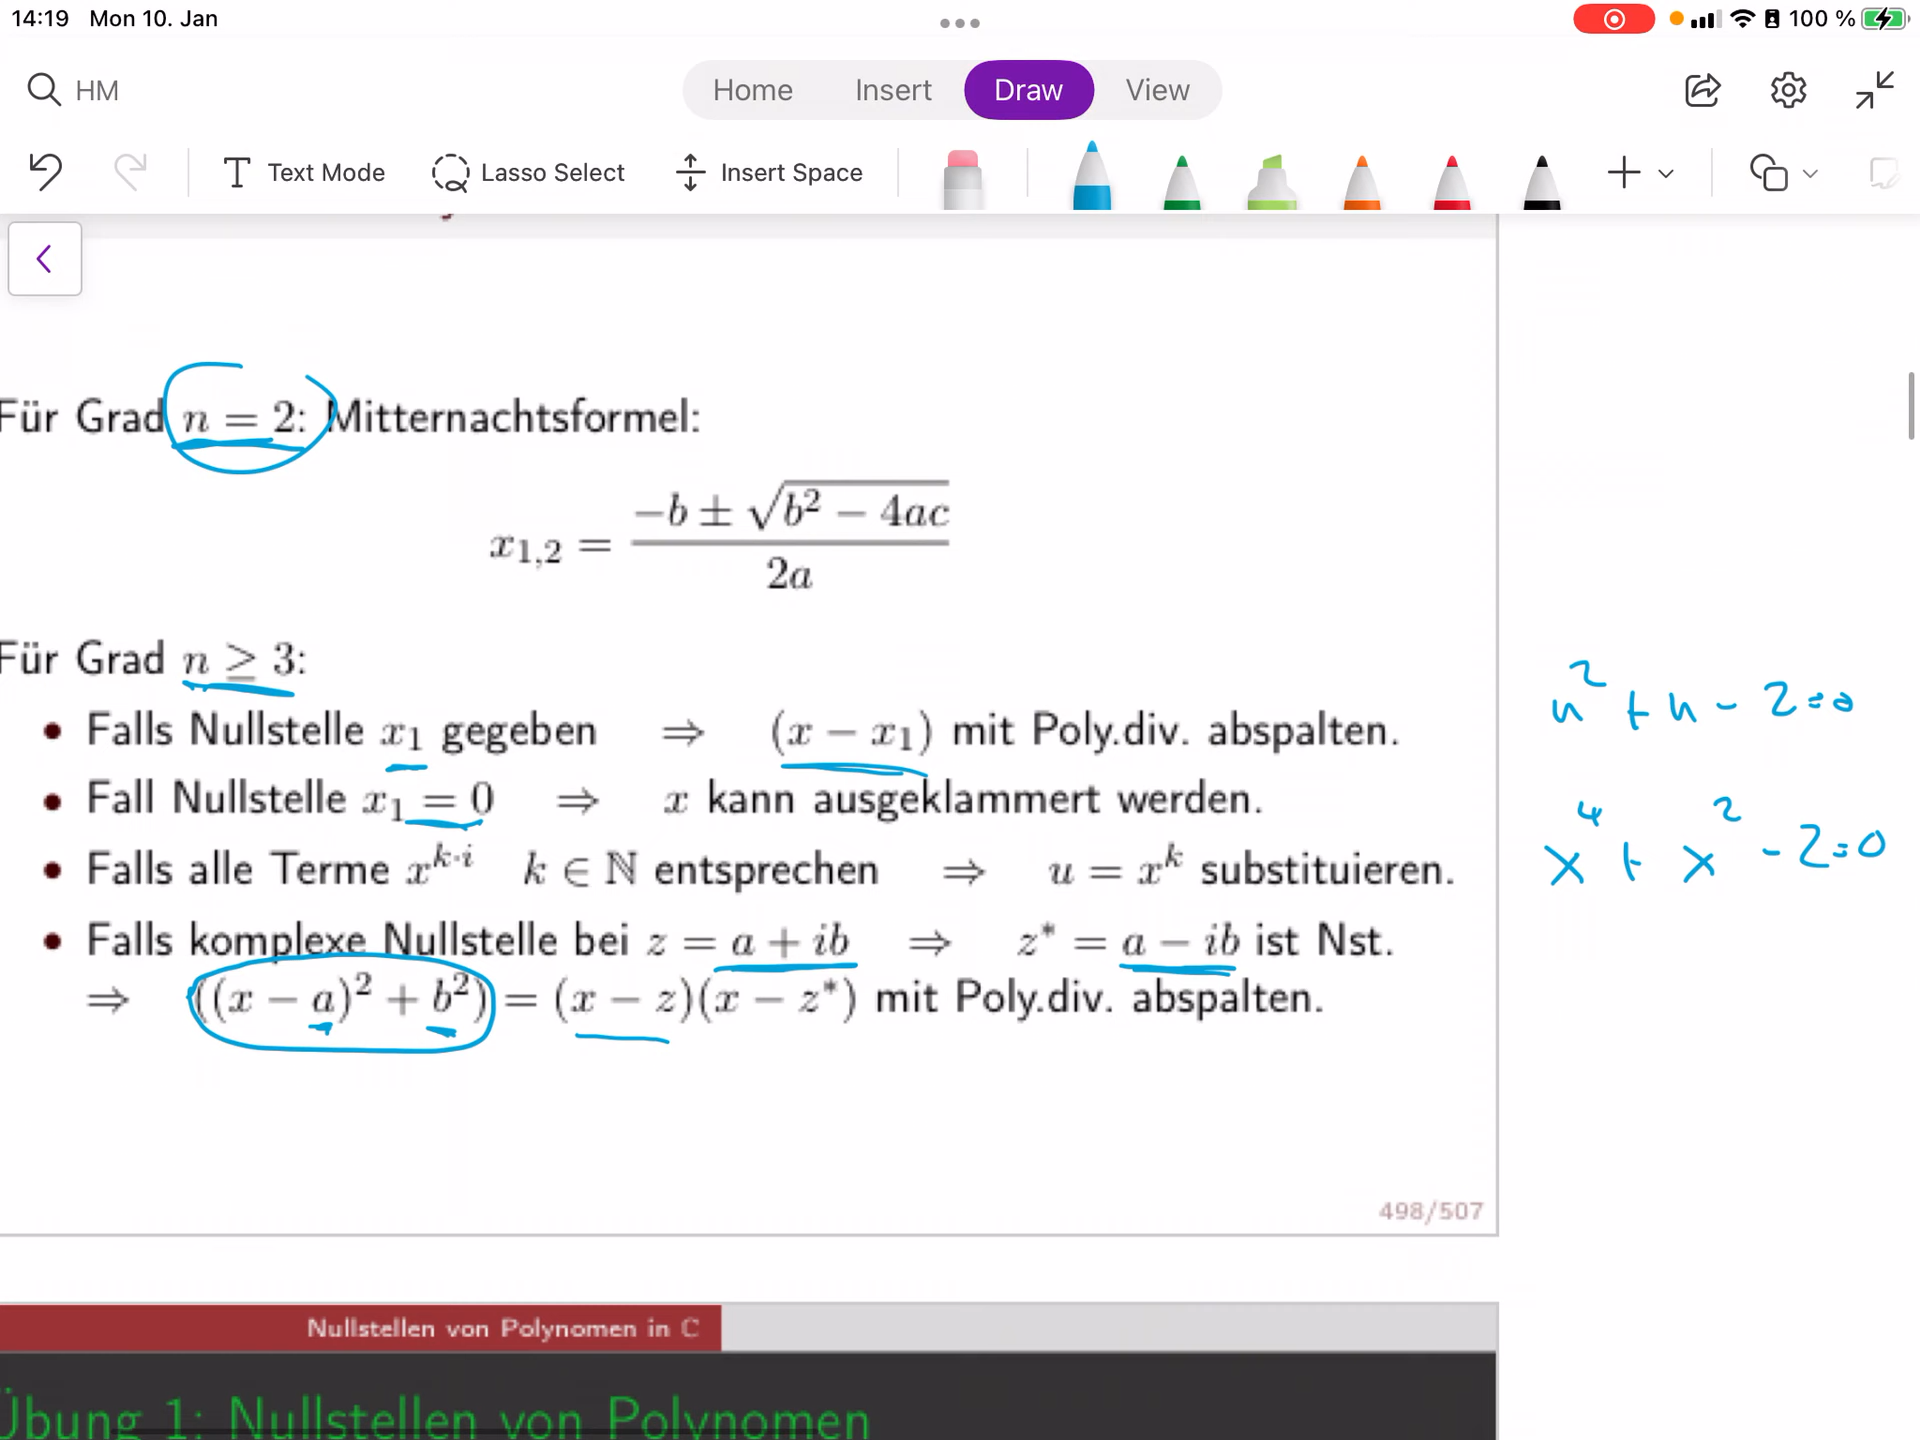 14:19 Mon 10. Jan
100 %
HM
Home Insert Draw View
Text Mode Lasso Select Insert Space
Für Grad n = 2: Mitternachtsformel:
x₁,₂ = (−b ± √(b² − 4ac)) / 2a
Für Grad n ≥ 3:
• Falls Nullstelle x₁ gegeben ⇒ (x − x₁) mit Poly.div. abspalten.
• Fall Nullstelle x₁ = 0 ⇒ x kann ausgeklammert werden.
• Falls alle Terme x^{k·i} k ∈ ℕ entsprechen ⇒ u = x^k substituieren.
• Falls komplexe Nullstelle bei z = a + ib ⇒ z* = a − ib ist Nst.
⇒ ((x − a)² + b²) = (x − z)(x − z*) mit Poly.div. abspalten.
u² + u − 2 = 0
x⁴ + x² − 2 = 0
498/507
Nullstellen von Polynomen in ℂ
Übung 1: Nullstellen von Polynomen